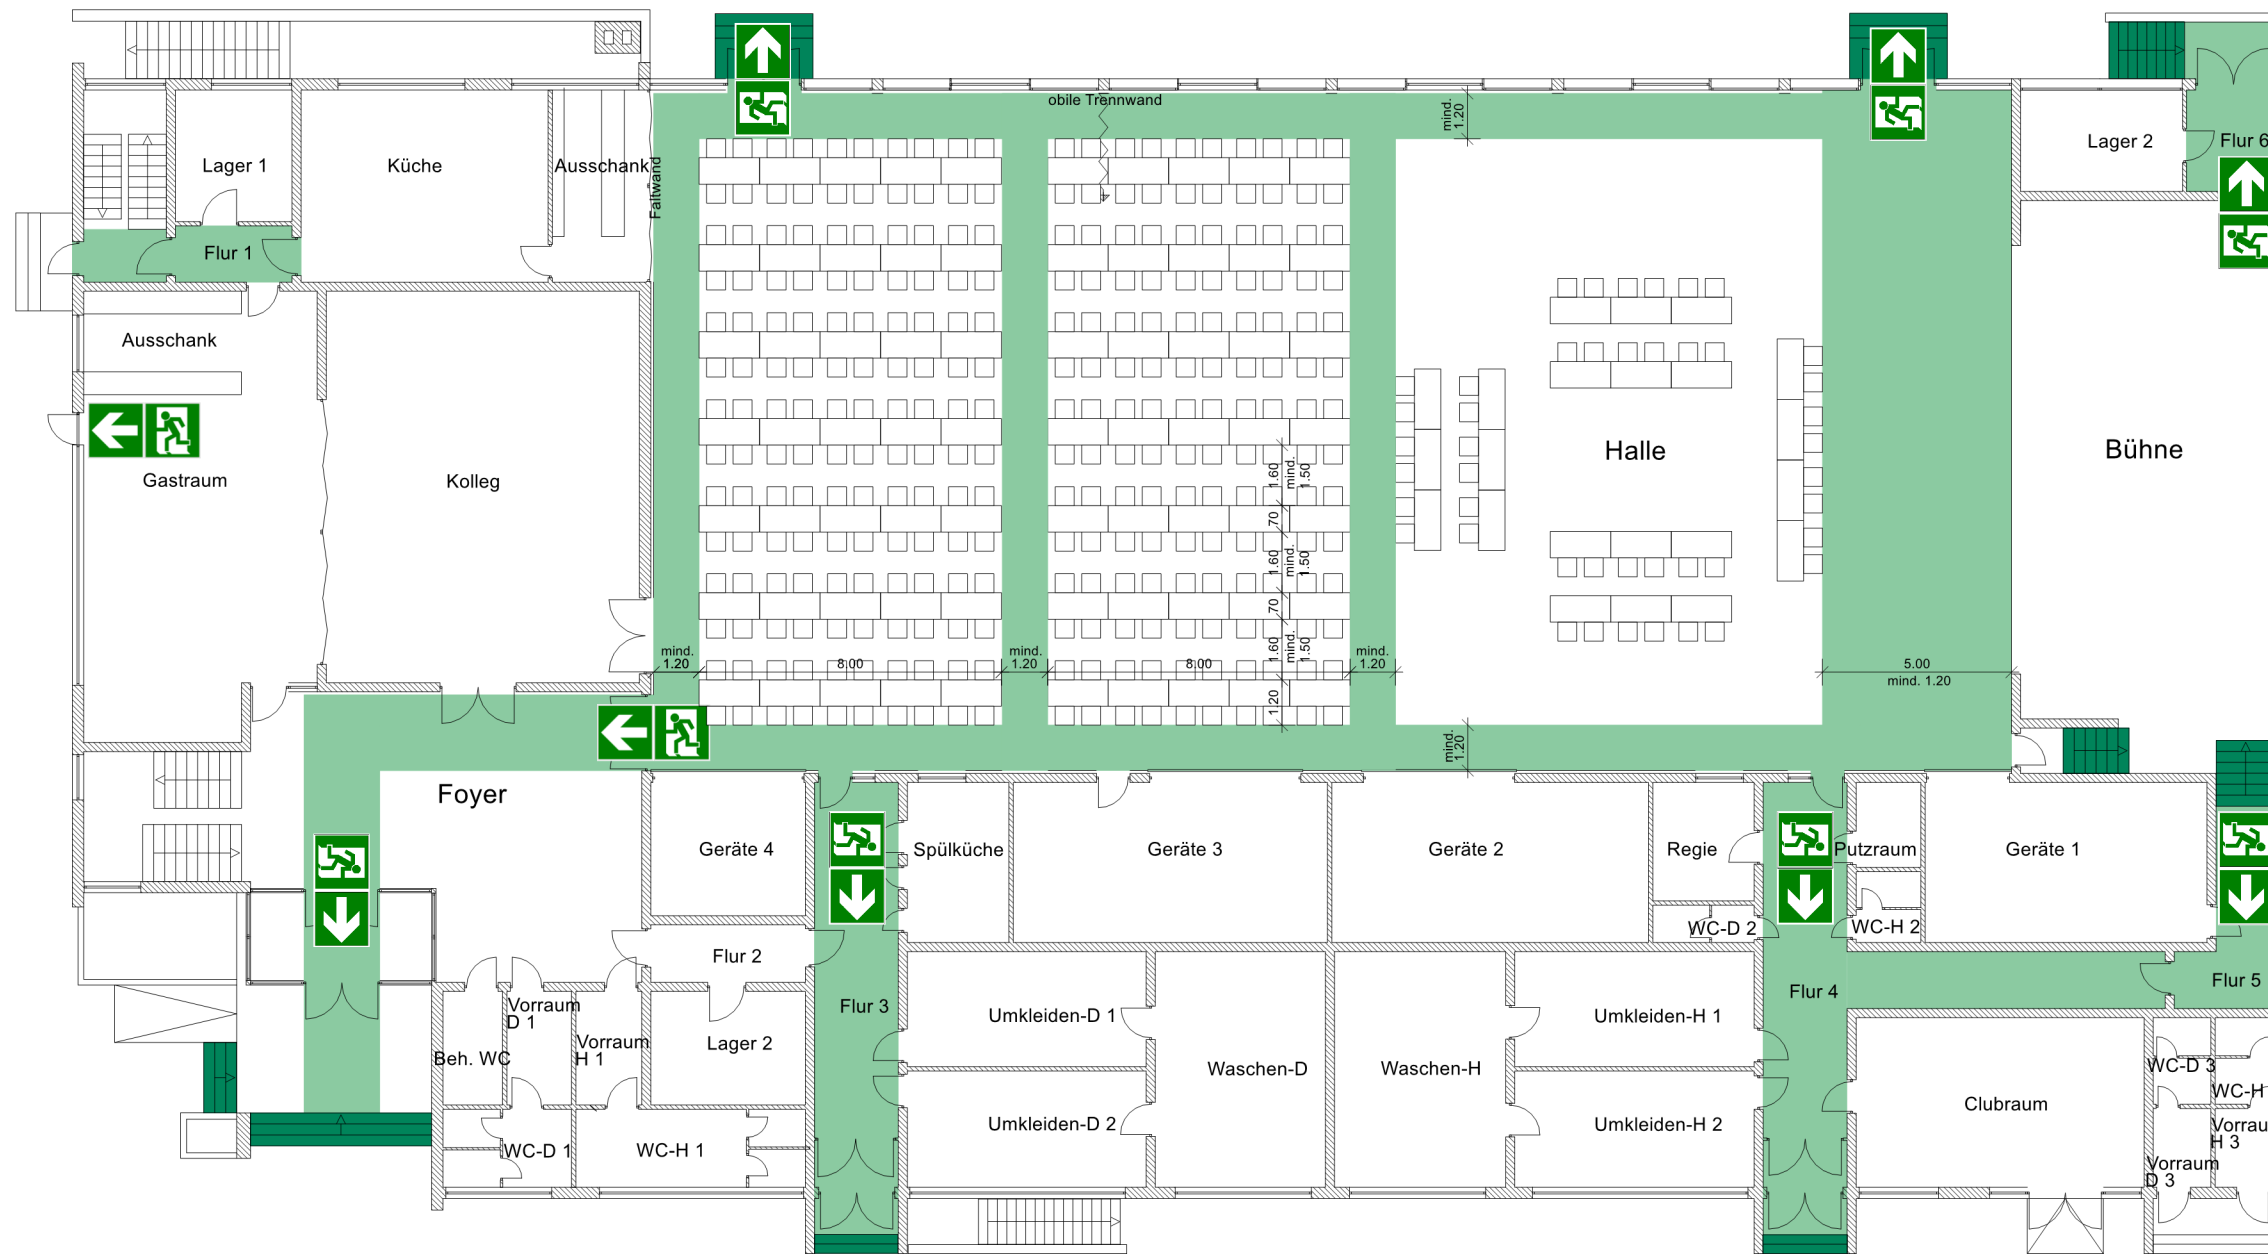 obile Trennwand
mind.
1.20
Lager 1
Küche
Ausschank
Faltwand
Lager 2
Flur 6
Flur 1
Ausschank
Gastraum
Kolleg
Halle
Bühne
1.60
mind.
1.50
70
1.60
mind.
1.50
70
1.60
mind.
1.50
1.20
mind.
1.20
8.00
mind.
1.20
8.00
mind.
1.20
5.00
mind. 1.20
mind.
1.20
Foyer
Geräte 4
Spülküche
Geräte 3
Geräte 2
Regie
Putzraum
Geräte 1
WC-D 2
WC-H 2
Flur 2
Flur 3
Flur 4
Flur 5
Vorraum
D 1
Vorraum
H 1
Beh. WC
Lager 2
Umkleiden-D 1
Umkleiden-H 1
Waschen-D
Waschen-H
Umkleiden-D 2
Umkleiden-H 2
Clubraum
WC-D 3
WC-H
Vorrau
H 3
Vorraum
D 3
WC-D 1
WC-H 1